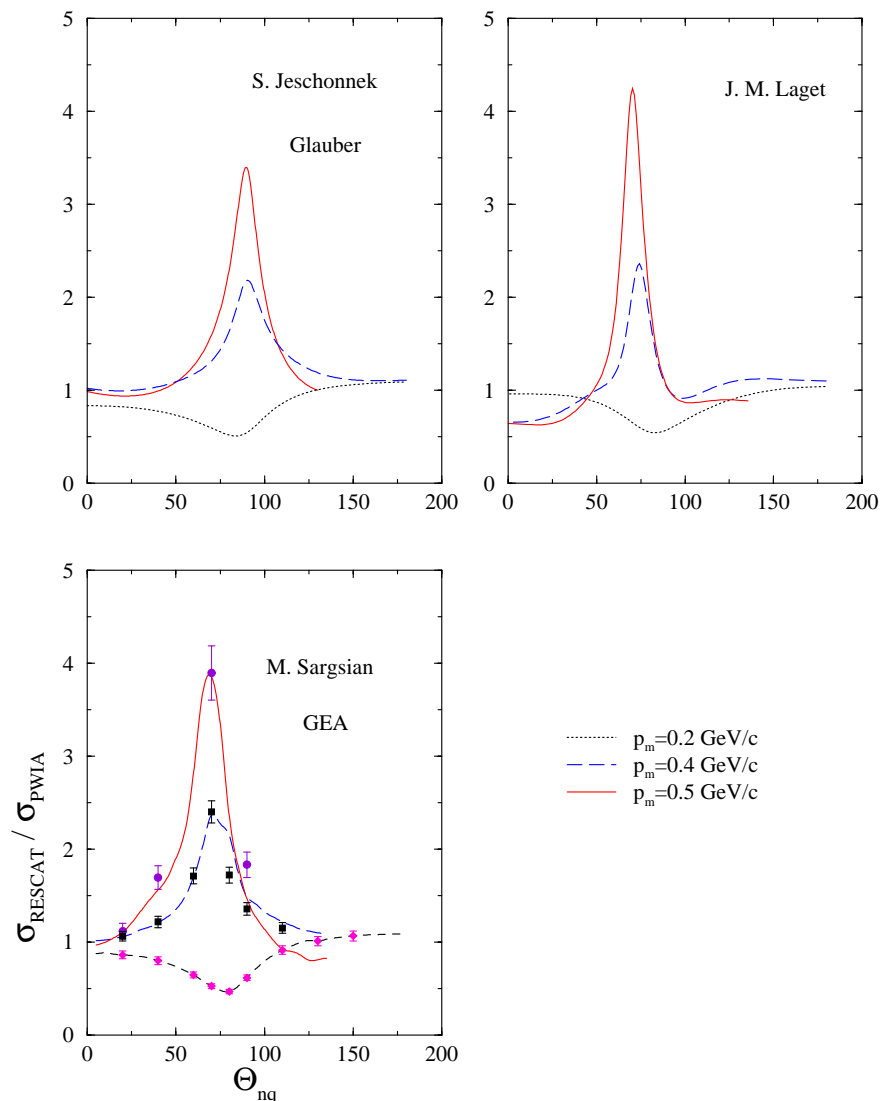 5
4
3
2
1
0
0 50 100 150 200
S. Jeschonnek
Glauber
5
4
3
2
1
0
0 50 100 150 200
J. M. Laget
5
4
3
2
1
0
0 50 100 150 200
M. Sargsian
GEA
σRESCAT / σPWIA
Θnq
pm=0.2 GeV/c
pm=0.4 GeV/c
pm=0.5 GeV/c